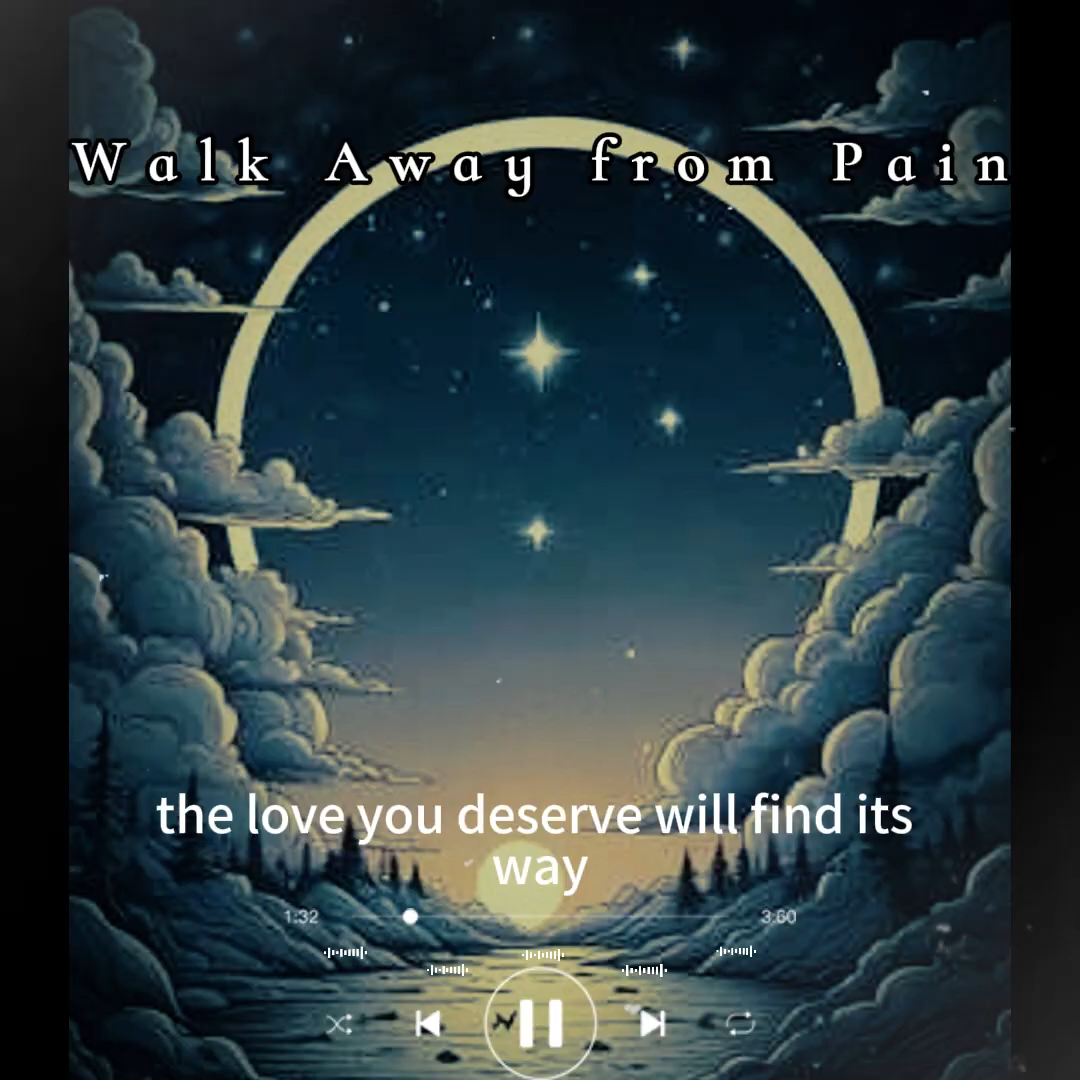 Walk Away from Pain
the love you deserve will find its
way
1:32
3:60